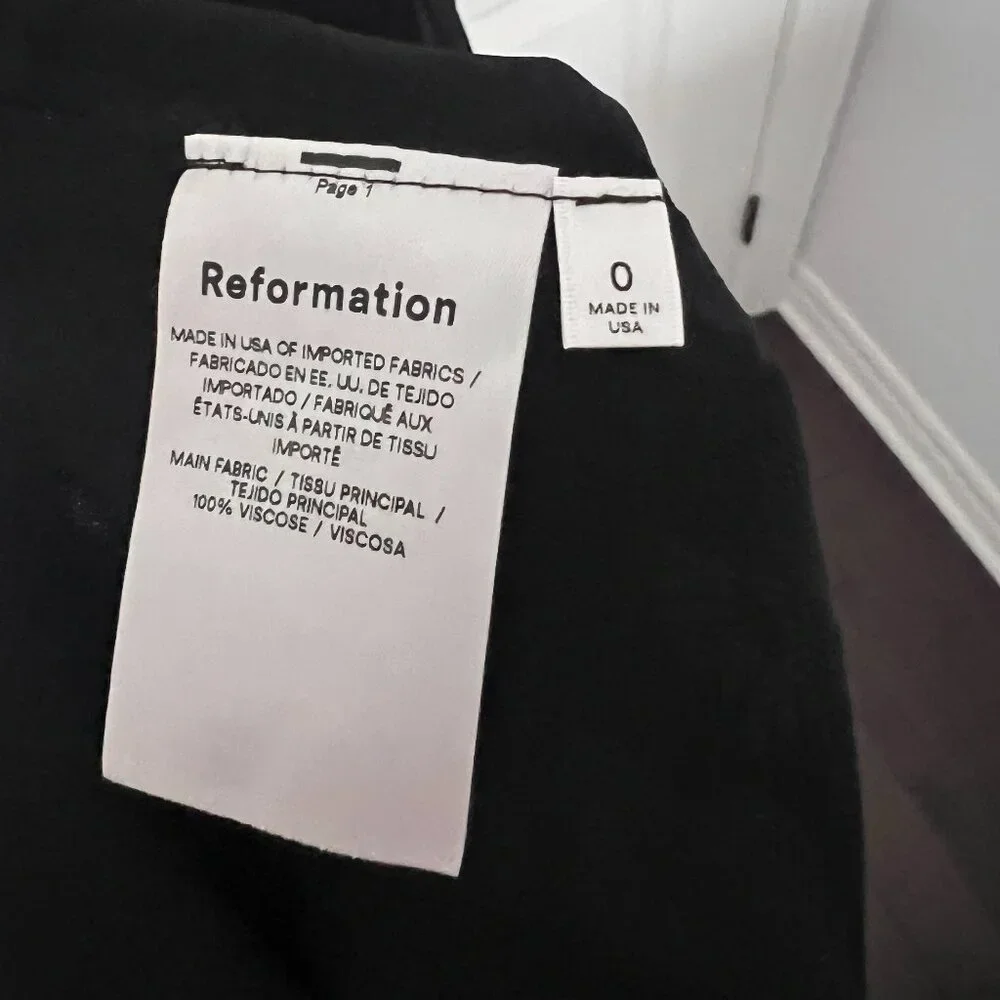 Page 1
Reformation
MADE IN USA OF IMPORTED FABRICS /
FABRICADO EN EE. UU. DE TEJIDO
IMPORTADO / FABRIQUÉ AUX
ÉTATS-UNIS À PARTIR DE TISSU
IMPORTÉ
MAIN FABRIC / TISSU PRINCIPAL /
TEJIDO PRINCIPAL
100% VISCOSE / VISCOSA
0
MADE IN
USA